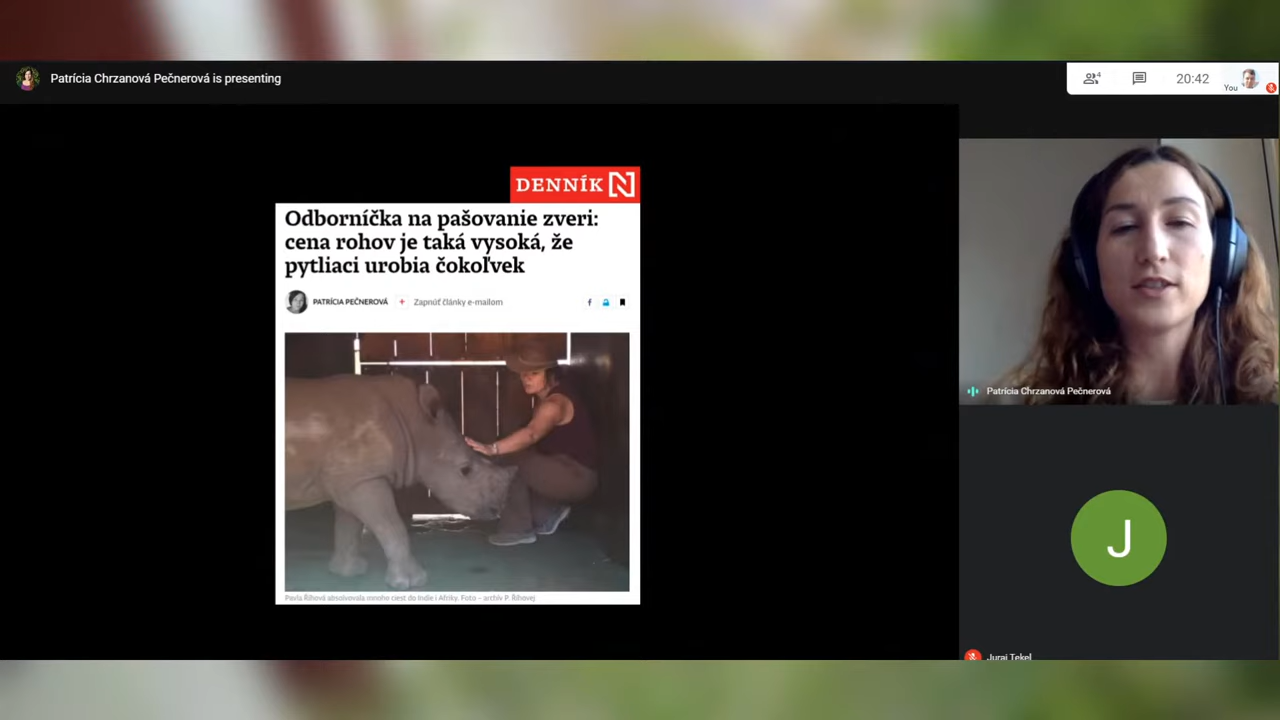 Patrícia Chrzanová Pečnerová is presenting
4
20:42
You
DENNÍK N
Odborníčka na pašovanie zveri:
cena rohov je taká vysoká, že
pytliaci urobia čokoľvek
PATRÍCIA PEČNEROVÁ + Zapnúť články e-mailom
Pavla Říhová absolvovala mnoho ciest do Indie i Afriky. Foto – archív P. Říhovej
Patrícia Chrzanová Pečnerová
J
Juraj Tekel